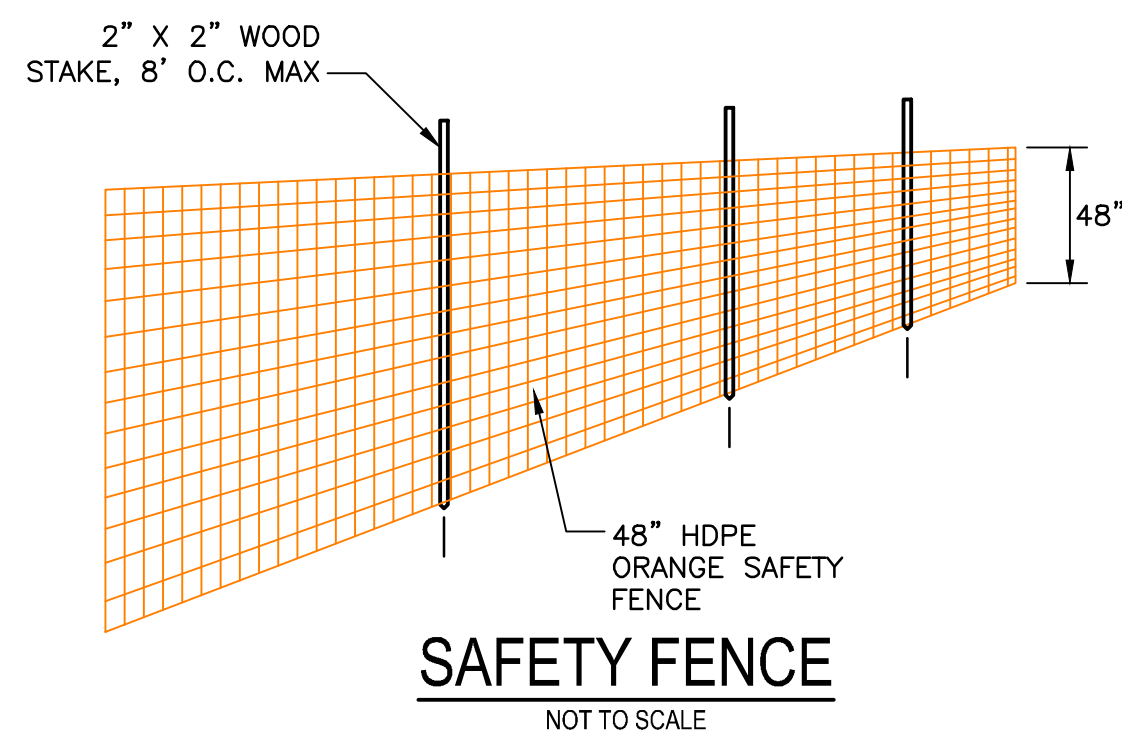 2” X 2” WOOD
STAKE, 8’ O.C. MAX
48”
48” HDPE
ORANGE SAFETY
FENCE
SAFETY FENCE
NOT TO SCALE